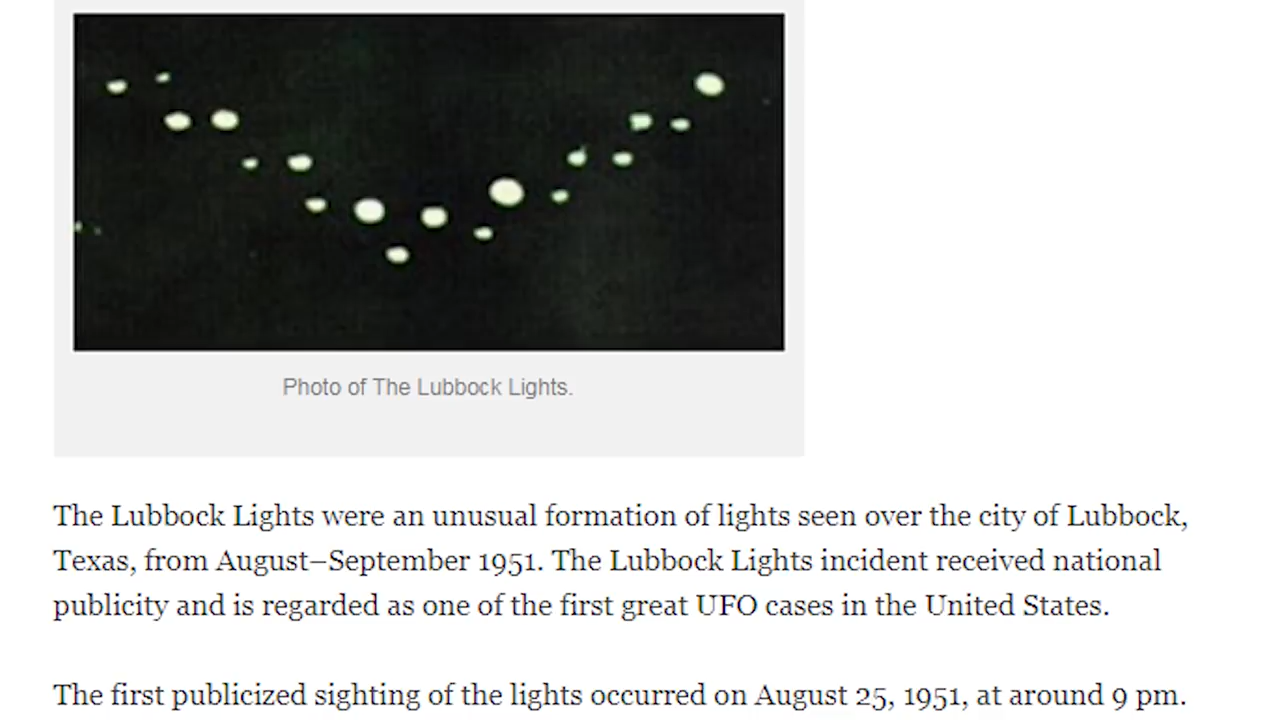 Photo of The Lubbock Lights.
The Lubbock Lights were an unusual formation of lights seen over the city of Lubbock,
Texas, from August–September 1951. The Lubbock Lights incident received national
publicity and is regarded as one of the first great UFO cases in the United States.
The first publicized sighting of the lights occurred on August 25, 1951, at around 9 pm.